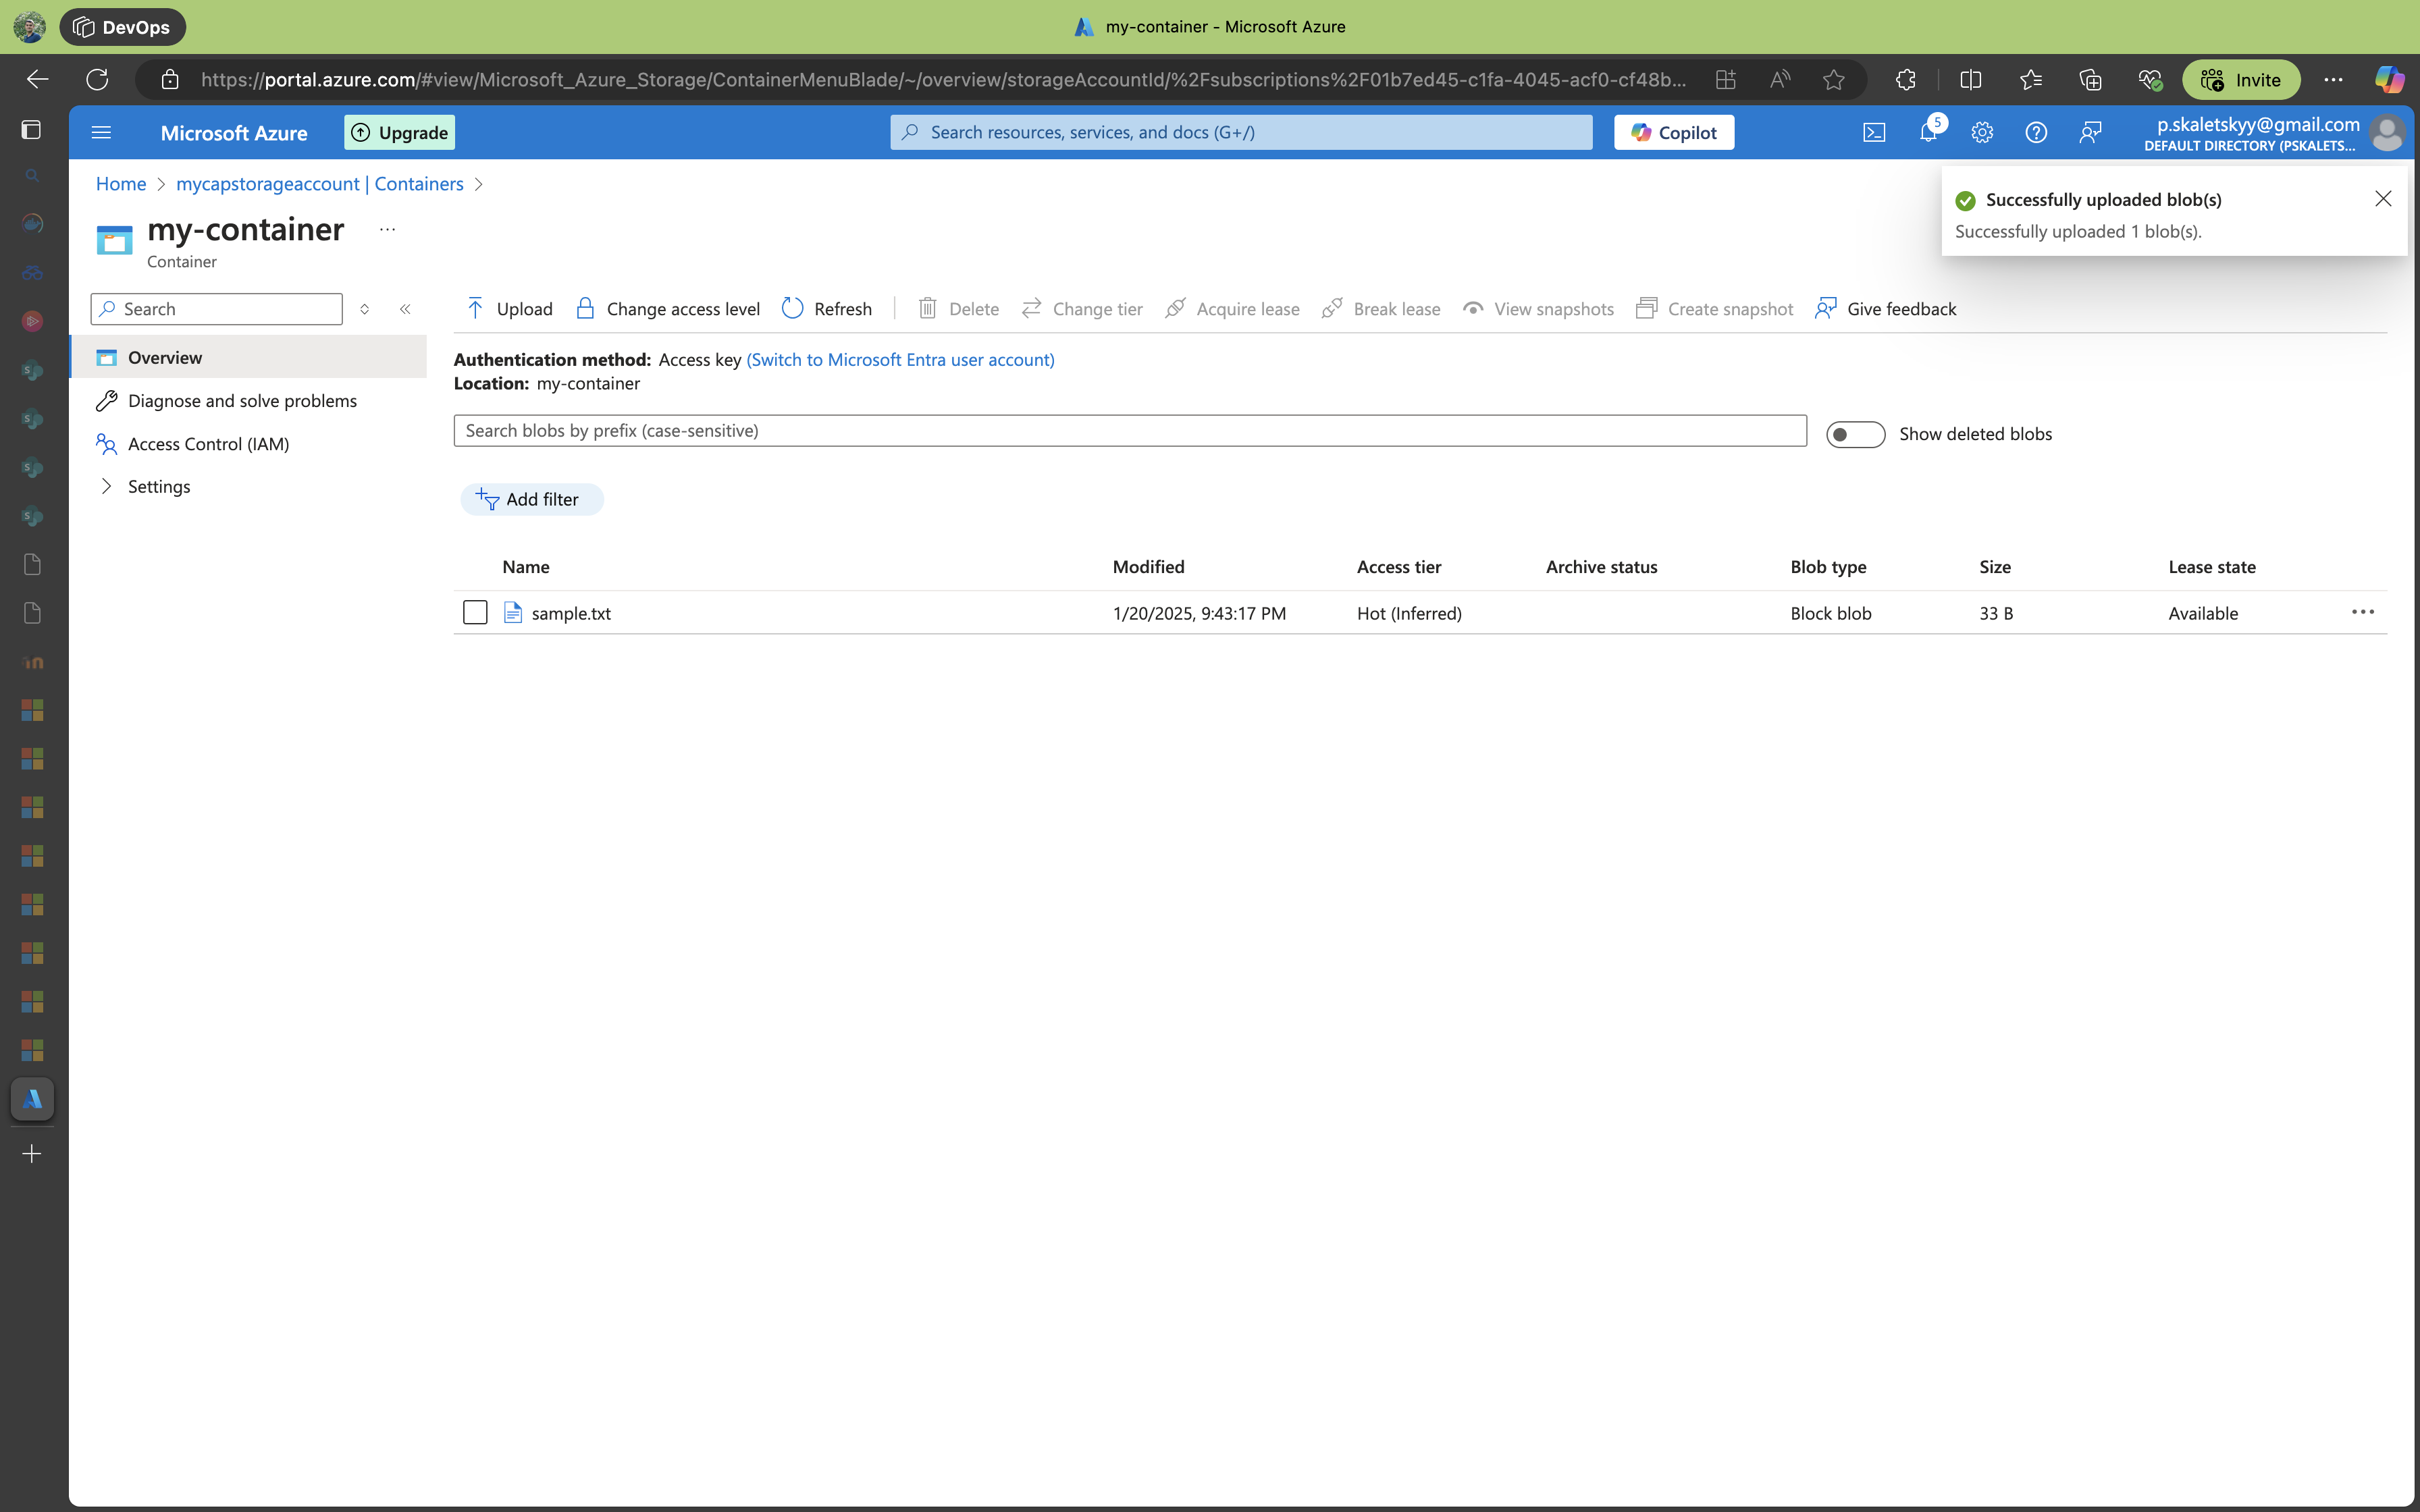 DevOps
my-container - Microsoft Azure
https://portal.azure.com/#view/Microsoft_Azure_Storage/ContainerMenuBlade/~/overview/storageAccountId/%2Fsubscriptions%2F01b7ed45-c1fa-4045-acf0-cf48b...
Invite
Microsoft Azure
Upgrade
Search resources, services, and docs (G+/)
Copilot
5
p.skaletskyy@gmail.com
DEFAULT DIRECTORY (PSKALETS...
Home > mycapstorageaccount | Containers >
Successfully uploaded blob(s)
Successfully uploaded 1 blob(s).
my-container ...
Container
Search
Upload Change access level Refresh Delete Change tier Acquire lease Break lease View snapshots Create snapshot Give feedback
Overview
Diagnose and solve problems
Access Control (IAM)
Settings
Authentication method: Access key (Switch to Microsoft Entra user account)
Location: my-container
Search blobs by prefix (case-sensitive)
Show deleted blobs
Add filter
Name Modified Access tier Archive status Blob type Size Lease state
sample.txt 1/20/2025, 9:43:17 PM Hot (Inferred) Block blob 33 B Available ...